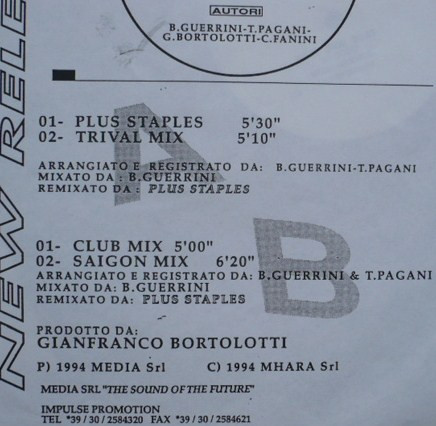 AUTORI
B.GUERRINI-T.PAGANI-
G.BORTOLOTTI-C.FANINI
NEW RELE
A
01- PLUS STAPLES 5'30"
02- TRIVAL MIX 5'10"
ARRANGIATO E REGISTRATO DA: B.GUERRINI-T.PAGANI
MIXATO DA : B.GUERRINI
REMIXATO DA : PLUS STAPLES
B
01- CLUB MIX 5'00"
02- SAIGON MIX 6'20"
ARRANGIATO E REGISTRATO DA: B.GUERRINI & T.PAGANI
MIXATO DA: B.GUERRINI
REMIXATO DA: PLUS STAPLES
PRODOTTO DA:
GIANFRANCO BORTOLOTTI
P) 1994 MEDIA Srl C) 1994 MHARA Srl
MEDIA SRL "THE SOUND OF THE FUTURE"
IMPULSE PROMOTION
TEL *39 / 30 / 2584320 FAX *39 / 30 / 2584621